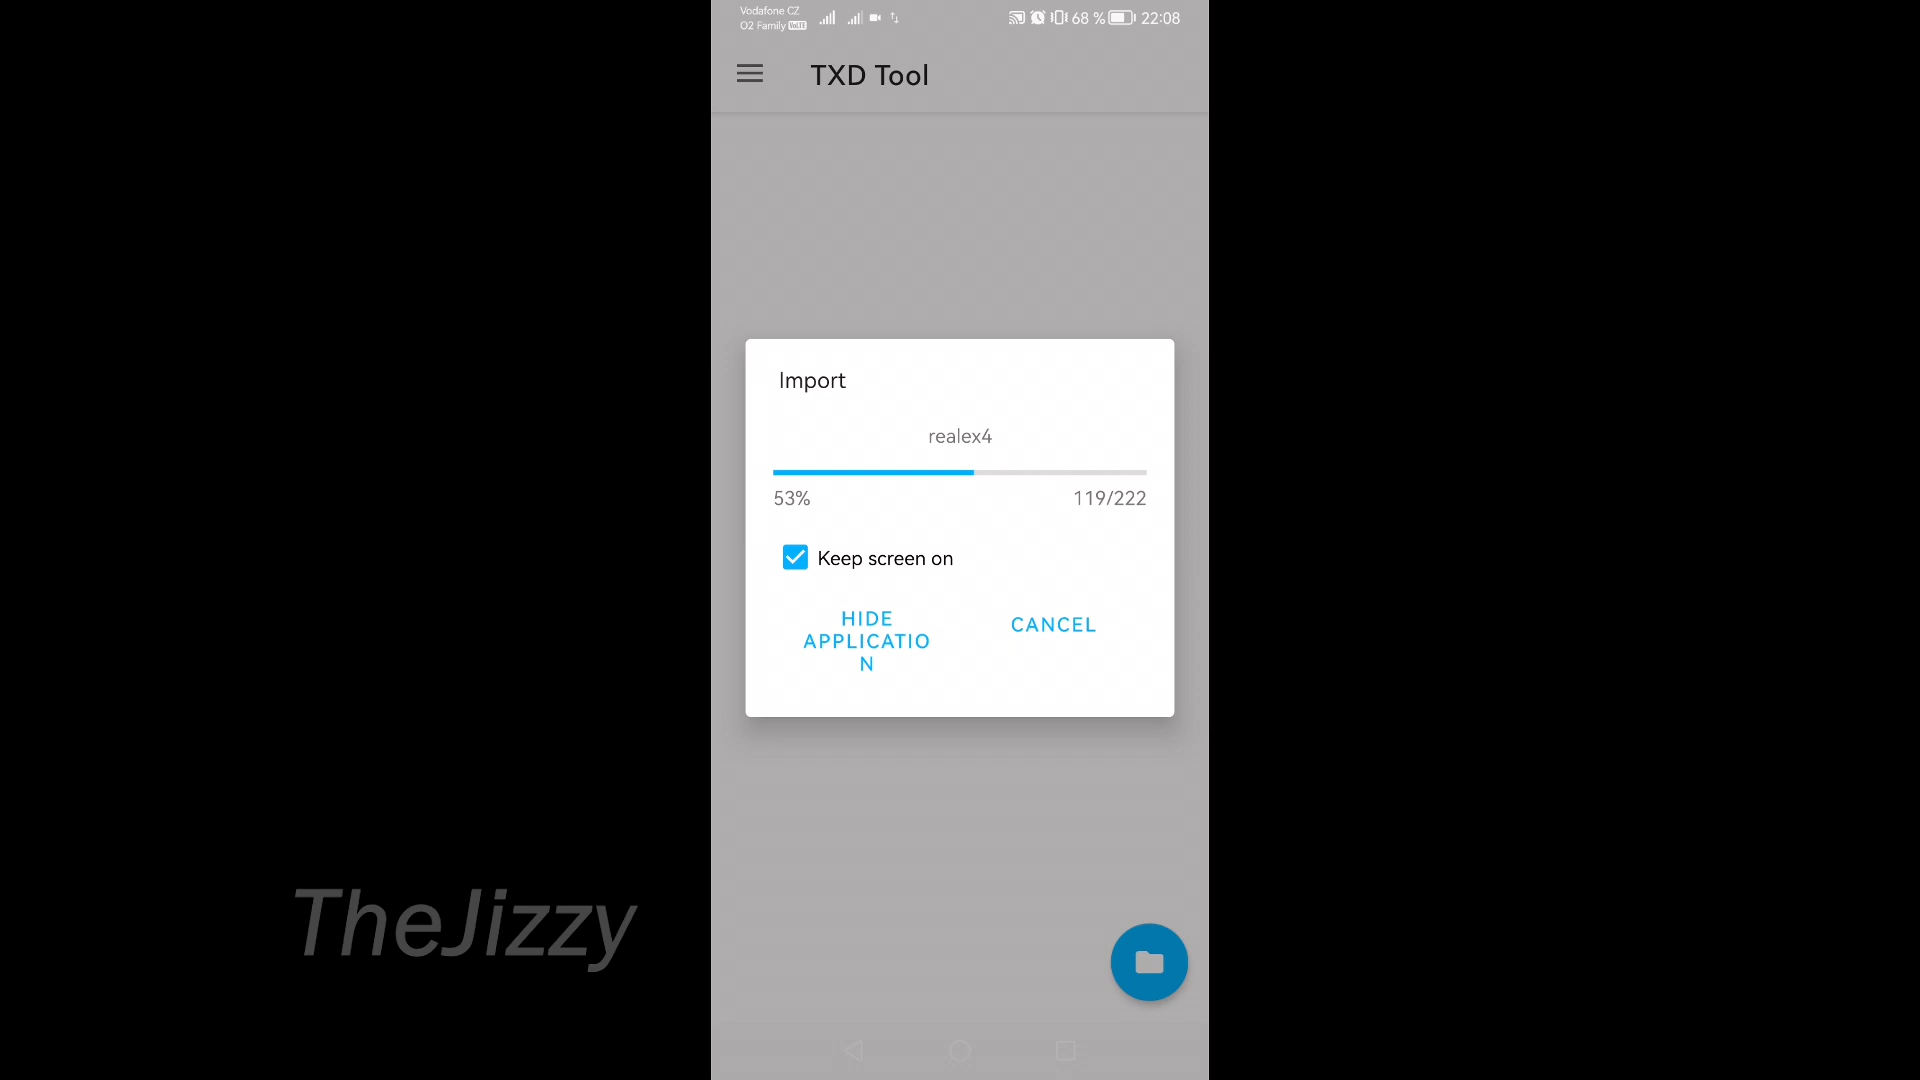 Vodafone CZ
O2 Family VoLTE
68 % 22:08
TXD Tool
Import
realex4
53% 119/222
Keep screen on
HIDE
APPLICATIO
N
CANCEL
TheJizzy